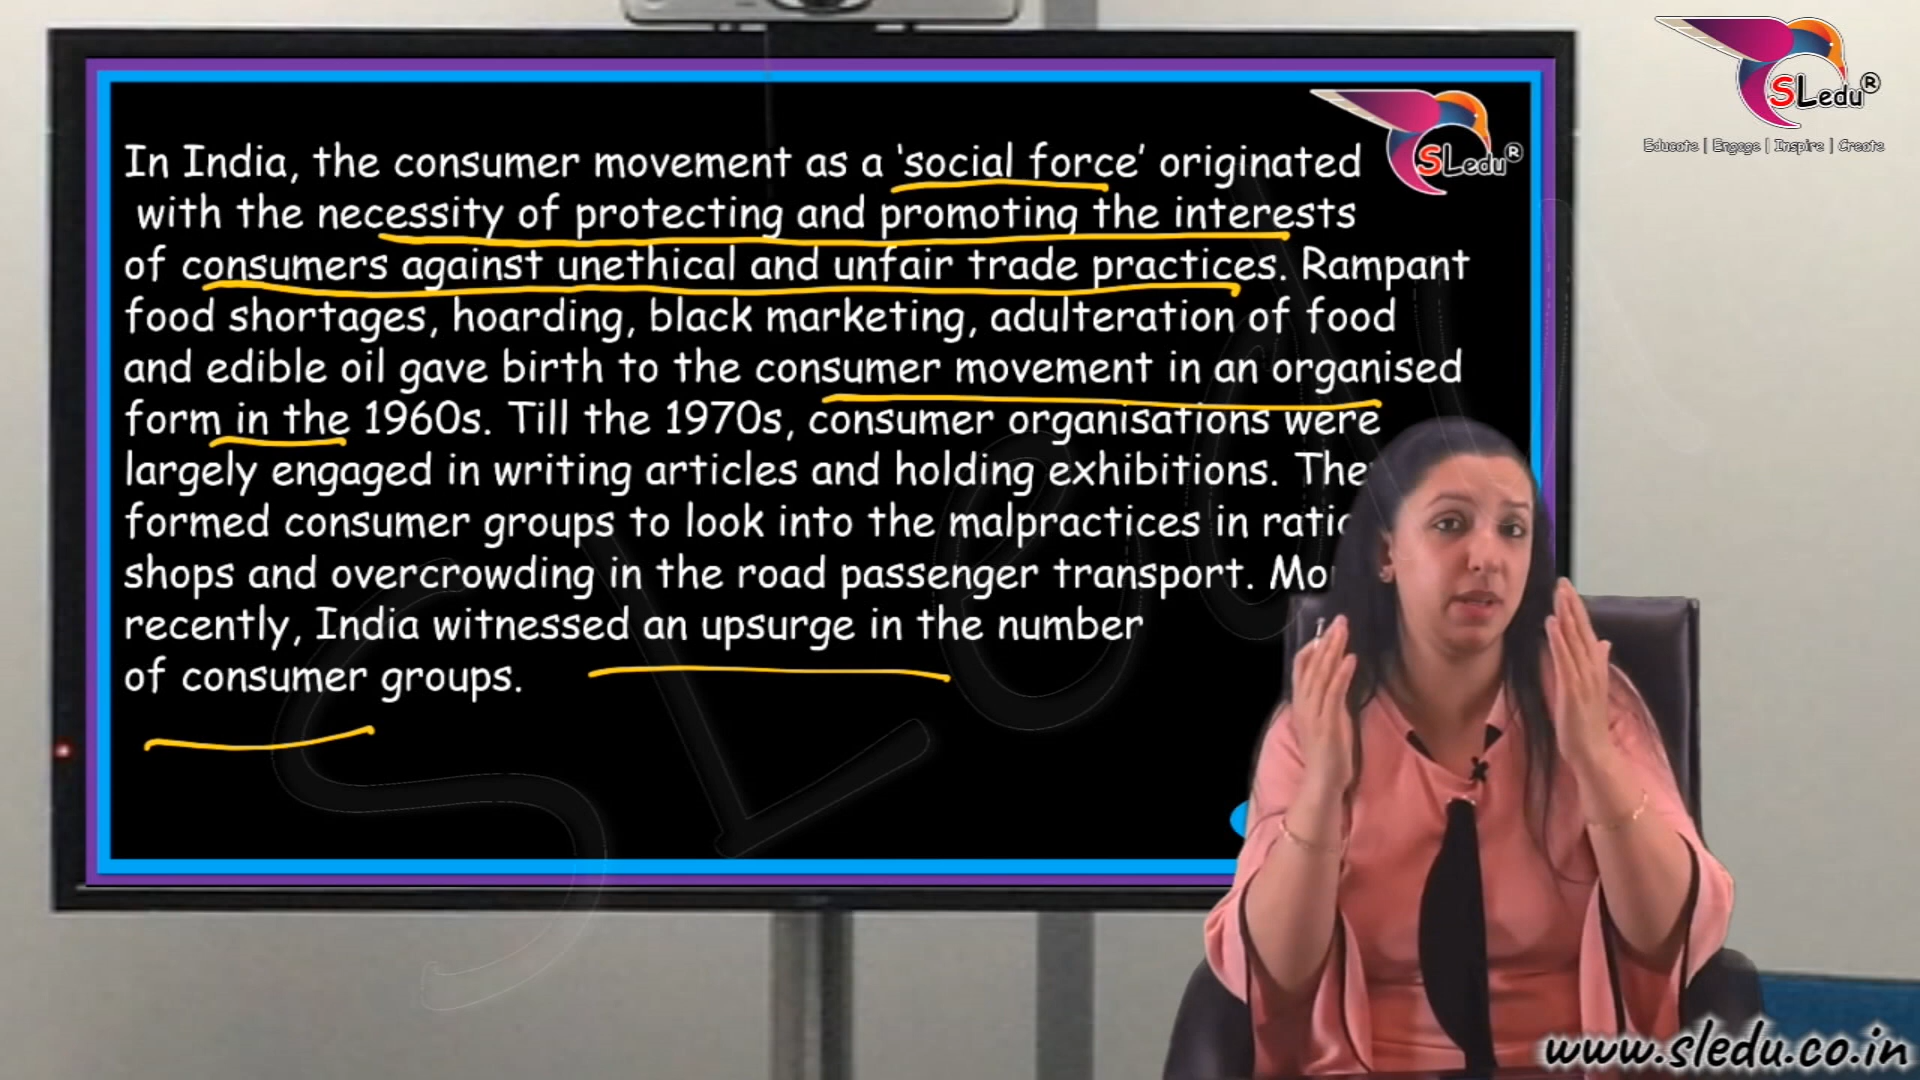 In India, the consumer movement as a ‘social force’ originated
with the necessity of protecting and promoting the interests
of consumers against unethical and unfair trade practices. Rampant
food shortages, hoarding, black marketing, adulteration of food
and edible oil gave birth to the consumer movement in an organised
form in the 1960s. Till the 1970s, consumer organisations were
largely engaged in writing articles and holding exhibitions. The
formed consumer groups to look into the malpractices in ratio
shops and overcrowding in the road passenger transport. Mo
recently, India witnessed an upsurge in the number
of consumer groups.
SLedu®
SLedu®
Educate | Engage | Inspire | Create
SLedu
www.sledu.co.in